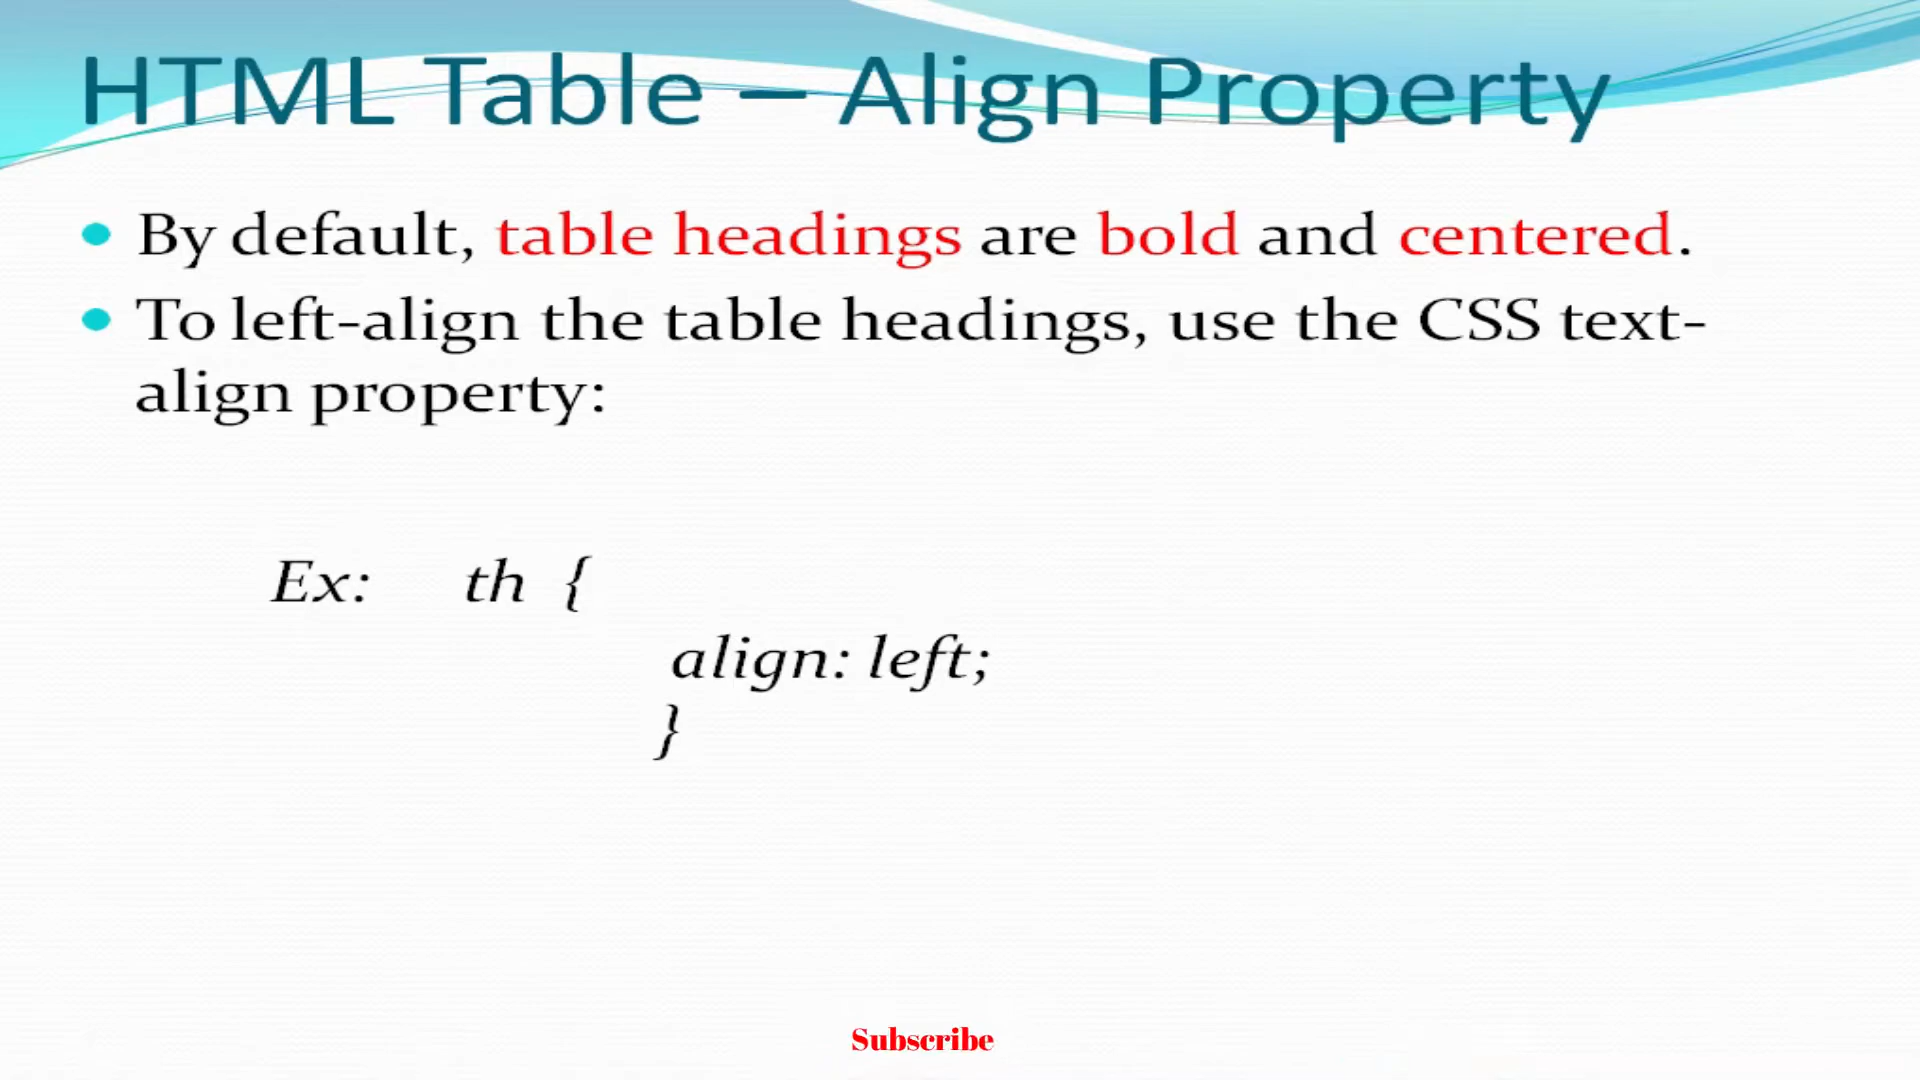 HTML Table – Align Property
By default, table headings are bold and centered.
To left-align the table headings, use the CSS text-
align property:
Ex: th {
align: left;
}
Subscribe